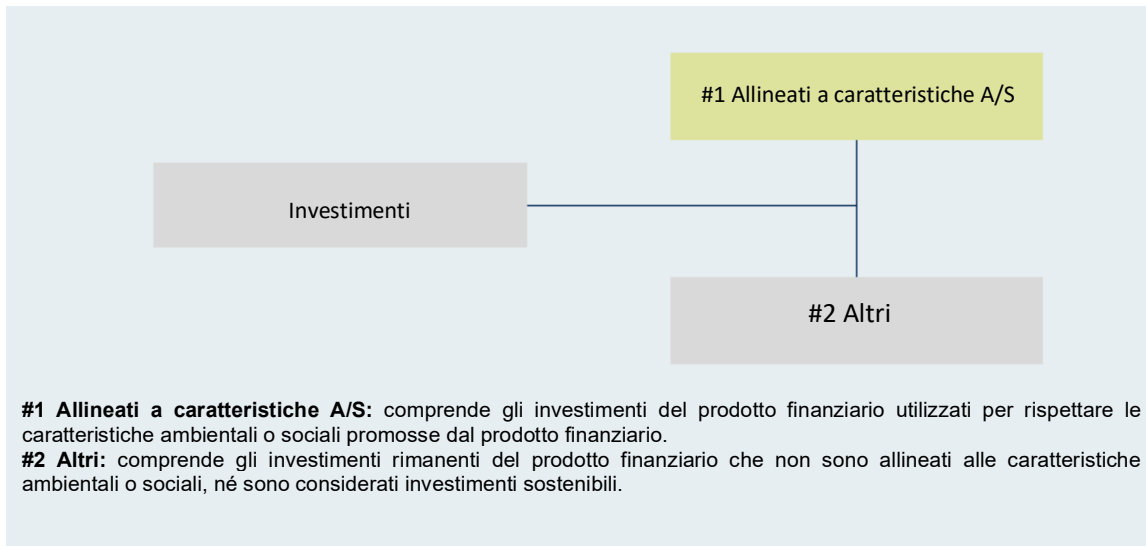 #1 Allineati a caratteristiche A/S
Investimenti
#2 Altri
#1 Allineati a caratteristiche A/S: comprende gli investimenti del prodotto finanziario utilizzati per rispettare le
caratteristiche ambientali o sociali promosse dal prodotto finanziario.
#2 Altri: comprende gli investimenti rimanenti del prodotto finanziario che non sono allineati alle caratteristiche
ambientali o sociali, né sono considerati investimenti sostenibili.